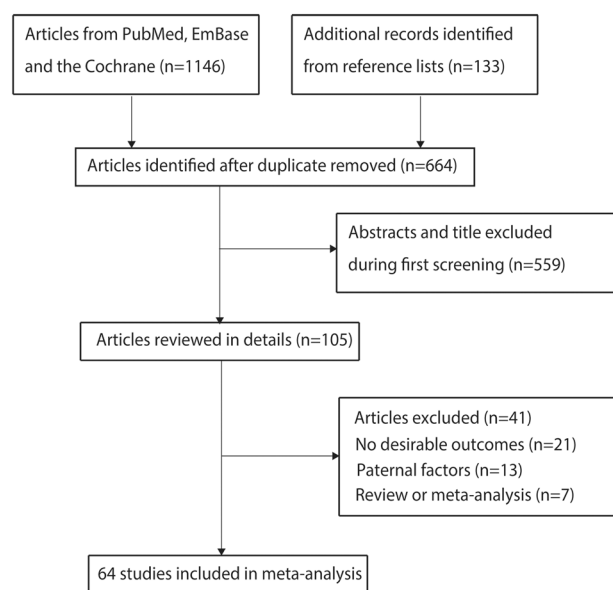 Articles from PubMed, EmBase
and the Cochrane (n=1146)
Additional records identified
from reference lists (n=133)
Articles identified after duplicate removed (n=664)
Abstracts and title excluded
during first screening (n=559)
Articles reviewed in details (n=105)
Articles excluded (n=41)
No desirable outcomes (n=21)
Paternal factors (n=13)
Review or meta-analysis (n=7)
64 studies included in meta-analysis